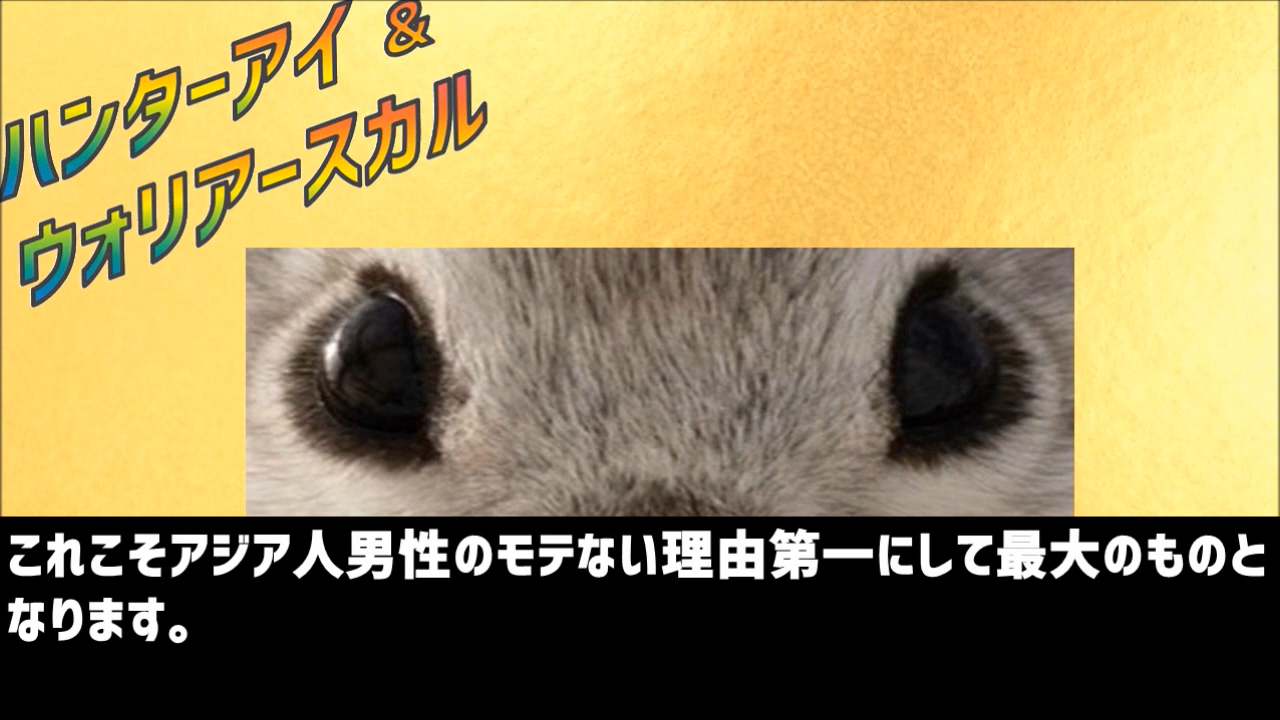 ハンターアイ &
ウォリアースカル
これこそアジア人男性のモテない理由第一にして最大のものと
なります。